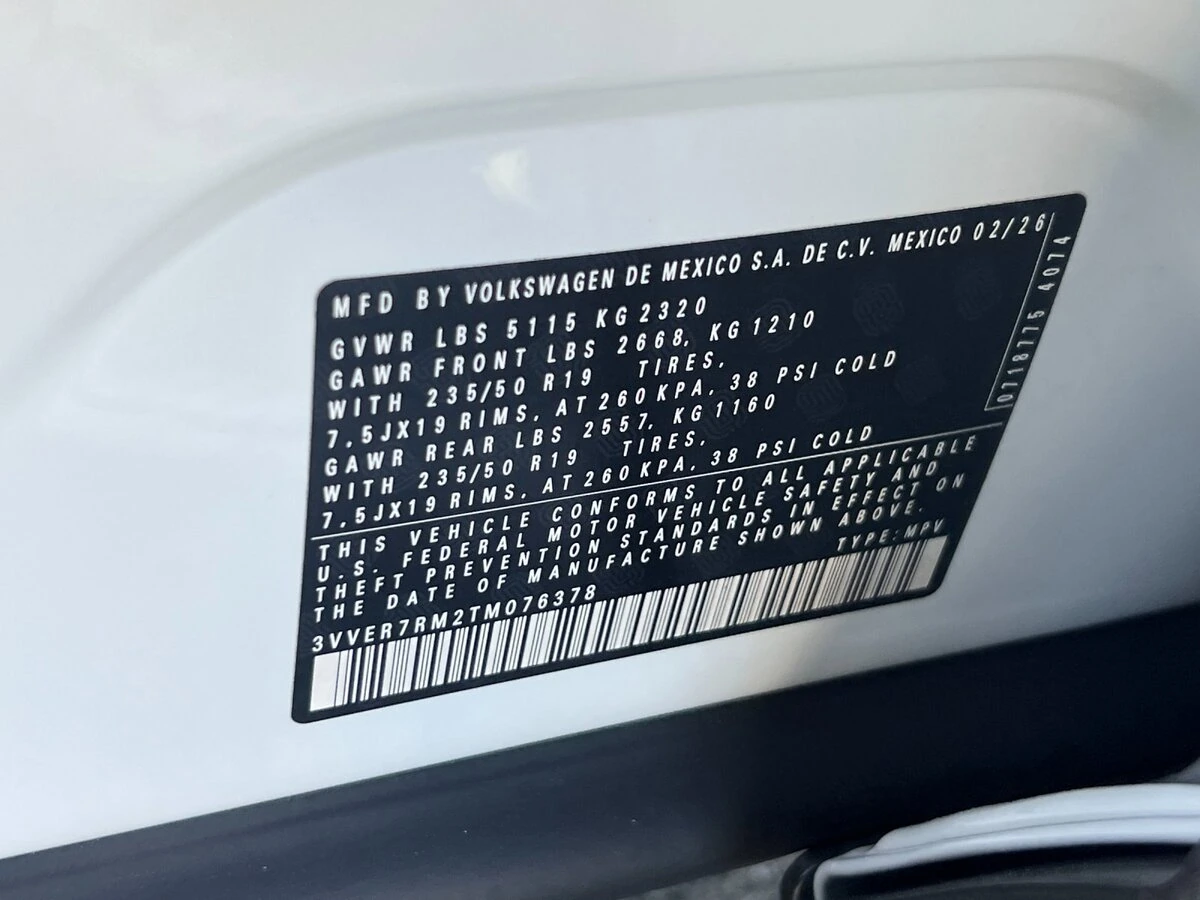 MFD BY VOLKSWAGEN DE MEXICO S.A. DE C.V. MEXICO 02/26
GVWR LBS 5115 KG 2320
GAWR FRONT LBS 2668, KG 1210
WITH 235/50 R19 TIRES,
7.5JX19 RIMS, AT 260 KPA, 38 PSI COLD
GAWR REAR LBS 2557, KG 1160
WITH 235/50 R19 TIRES,
7.5JX19 RIMS, AT 260 KPA, 38 PSI COLD
0718775 4074
THIS VEHICLE CONFORMS TO ALL APPLICABLE
U.S. FEDERAL MOTOR VEHICLE SAFETY AND
THEFT PREVENTION STANDARDS IN EFFECT ON
THE DATE OF MANUFACTURE SHOWN ABOVE.
TYPE: MPV
3VVER7RM2TM076378